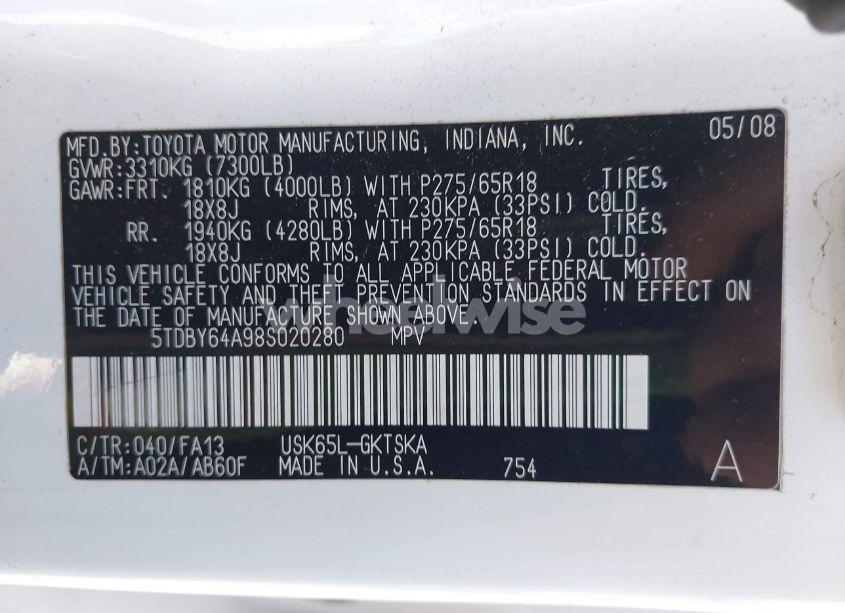 MFD.BY:TOYOTA MOTOR MANUFACTURING, INDIANA, INC. 05/08
GVWR:3310KG (7300LB)
GAWR:FRT. 1810KG (4000LB) WITH P275/65R18 TIRES,
18X8J RIMS, AT 230KPA (33PSI) COLD.
RR. 1940KG (4280LB) WITH P275/65R18 TIRES,
18X8J RIMS, AT 230KPA (33PSI) COLD.
THIS VEHICLE CONFORMS TO ALL APPLICABLE FEDERAL MOTOR
VEHICLE SAFETY AND THEFT PREVENTION STANDARDS IN EFFECT ON
THE DATE OF MANUFACTURE SHOWN ABOVE.
wheelwise
5TDBY64A98S020280 MPV
C/TR:040/FA13 USK65L-GKTSKA
A/TM:A02A/AB60F MADE IN U.S.A. 754 A